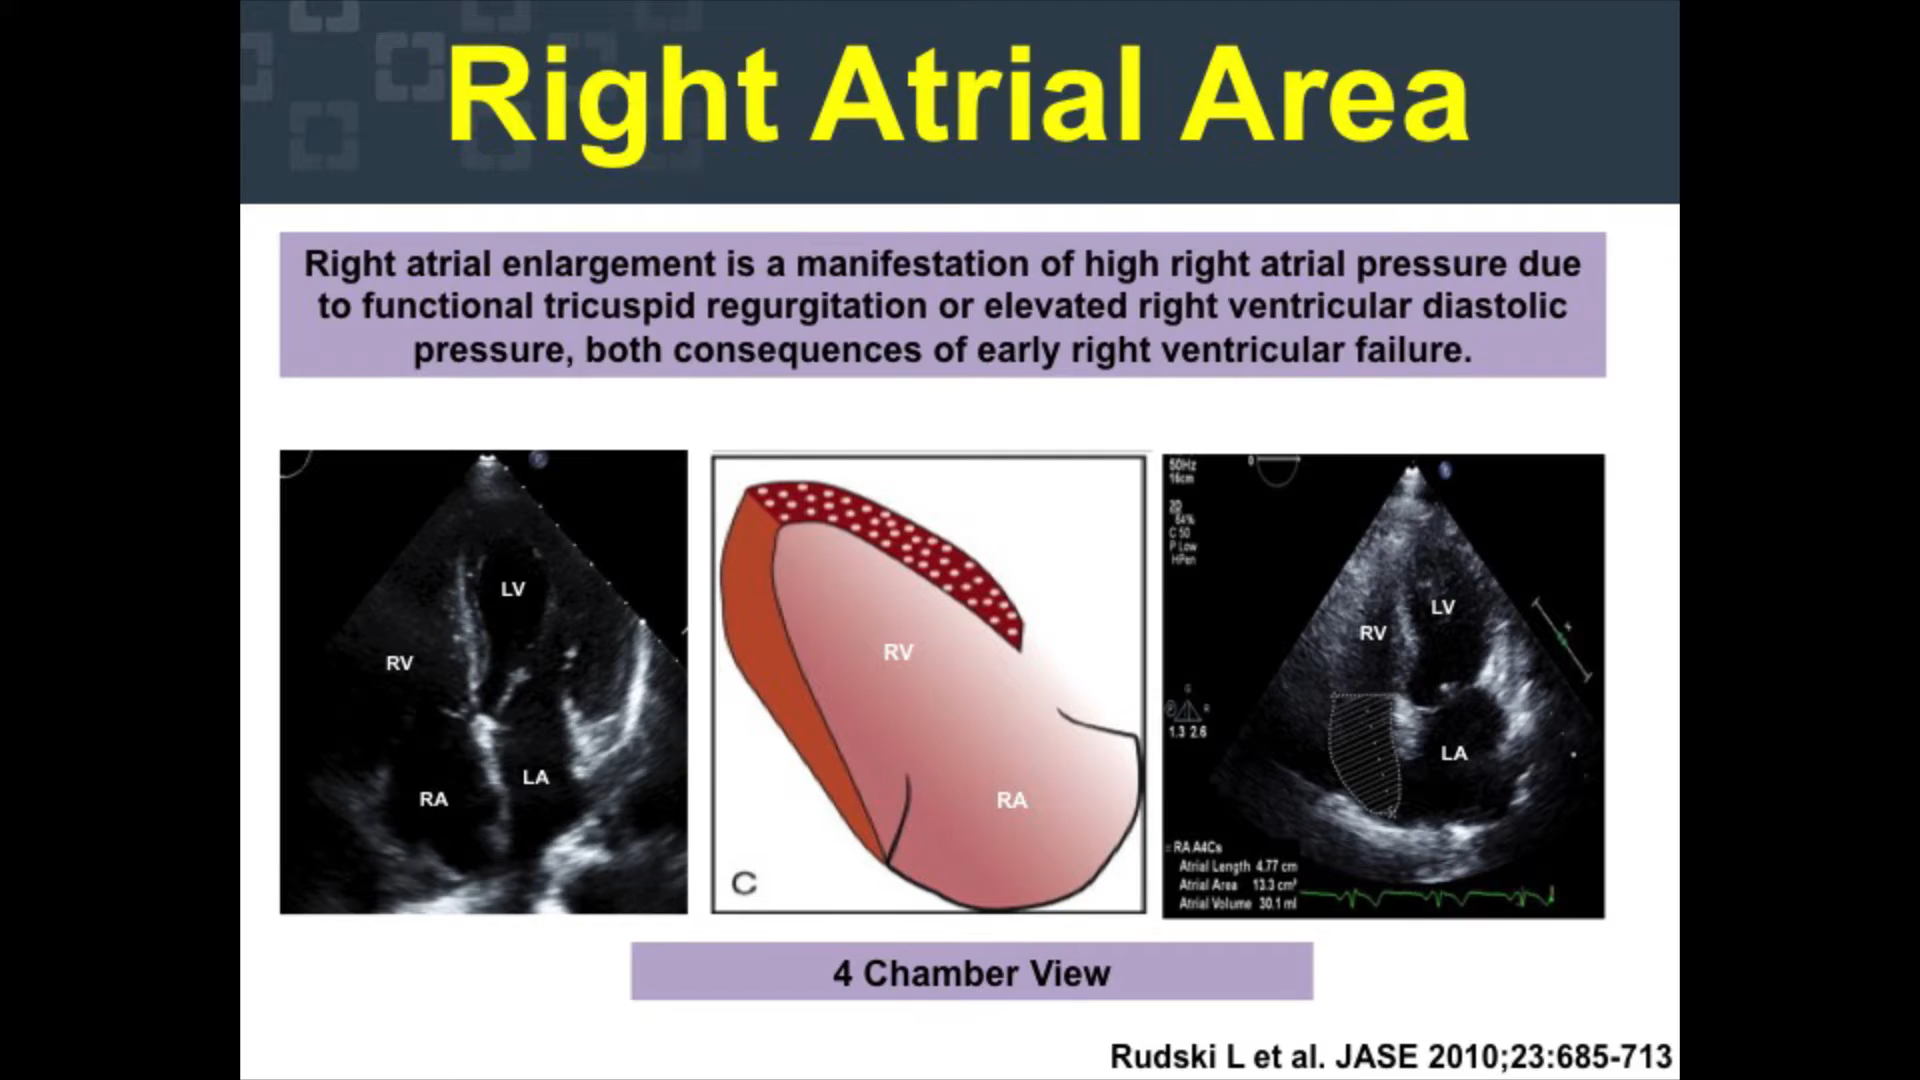 Right Atrial Area
Right atrial enlargement is a manifestation of high right atrial pressure due
to functional tricuspid regurgitation or elevated right ventricular diastolic
pressure, both consequences of early right ventricular failure.
LV
RV
RA
LA
RV
RA
C
50Hz
16cm
2D
64%
C 50
P Low
HPen
LV
RV
LA
G
P R
1.3 2.6
RA A4Cs
Atrial Length 4.77 cm
Atrial Area 13.3 cm²
Atrial Volume 30.1 ml
4 Chamber View
Rudski L et al. JASE 2010;23:685-713